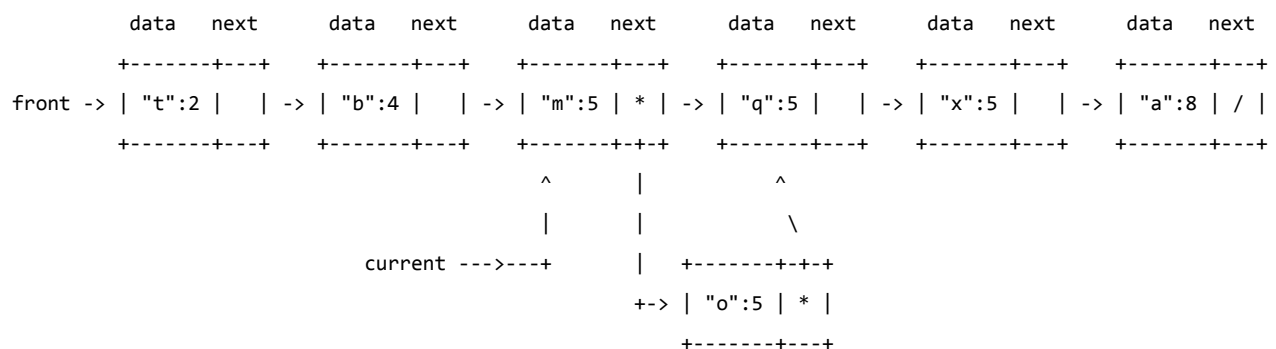 data next data next data next data next data next data next
+-------+---+ +-------+---+ +-------+---+ +-------+---+ +-------+---+ +-------+---+
front -> | "t":2 | | -> | "b":4 | | -> | "m":5 | * | -> | "q":5 | | -> | "x":5 | | -> | "a":8 | / |
+-------+---+ +-------+---+ +-------+-+-+ +-------+---+ +-------+---+ +-------+---+
^ | ^
| | \
current --->---+ | +-------+-+-+
+-> | "o":5 | * |
+-------+---+